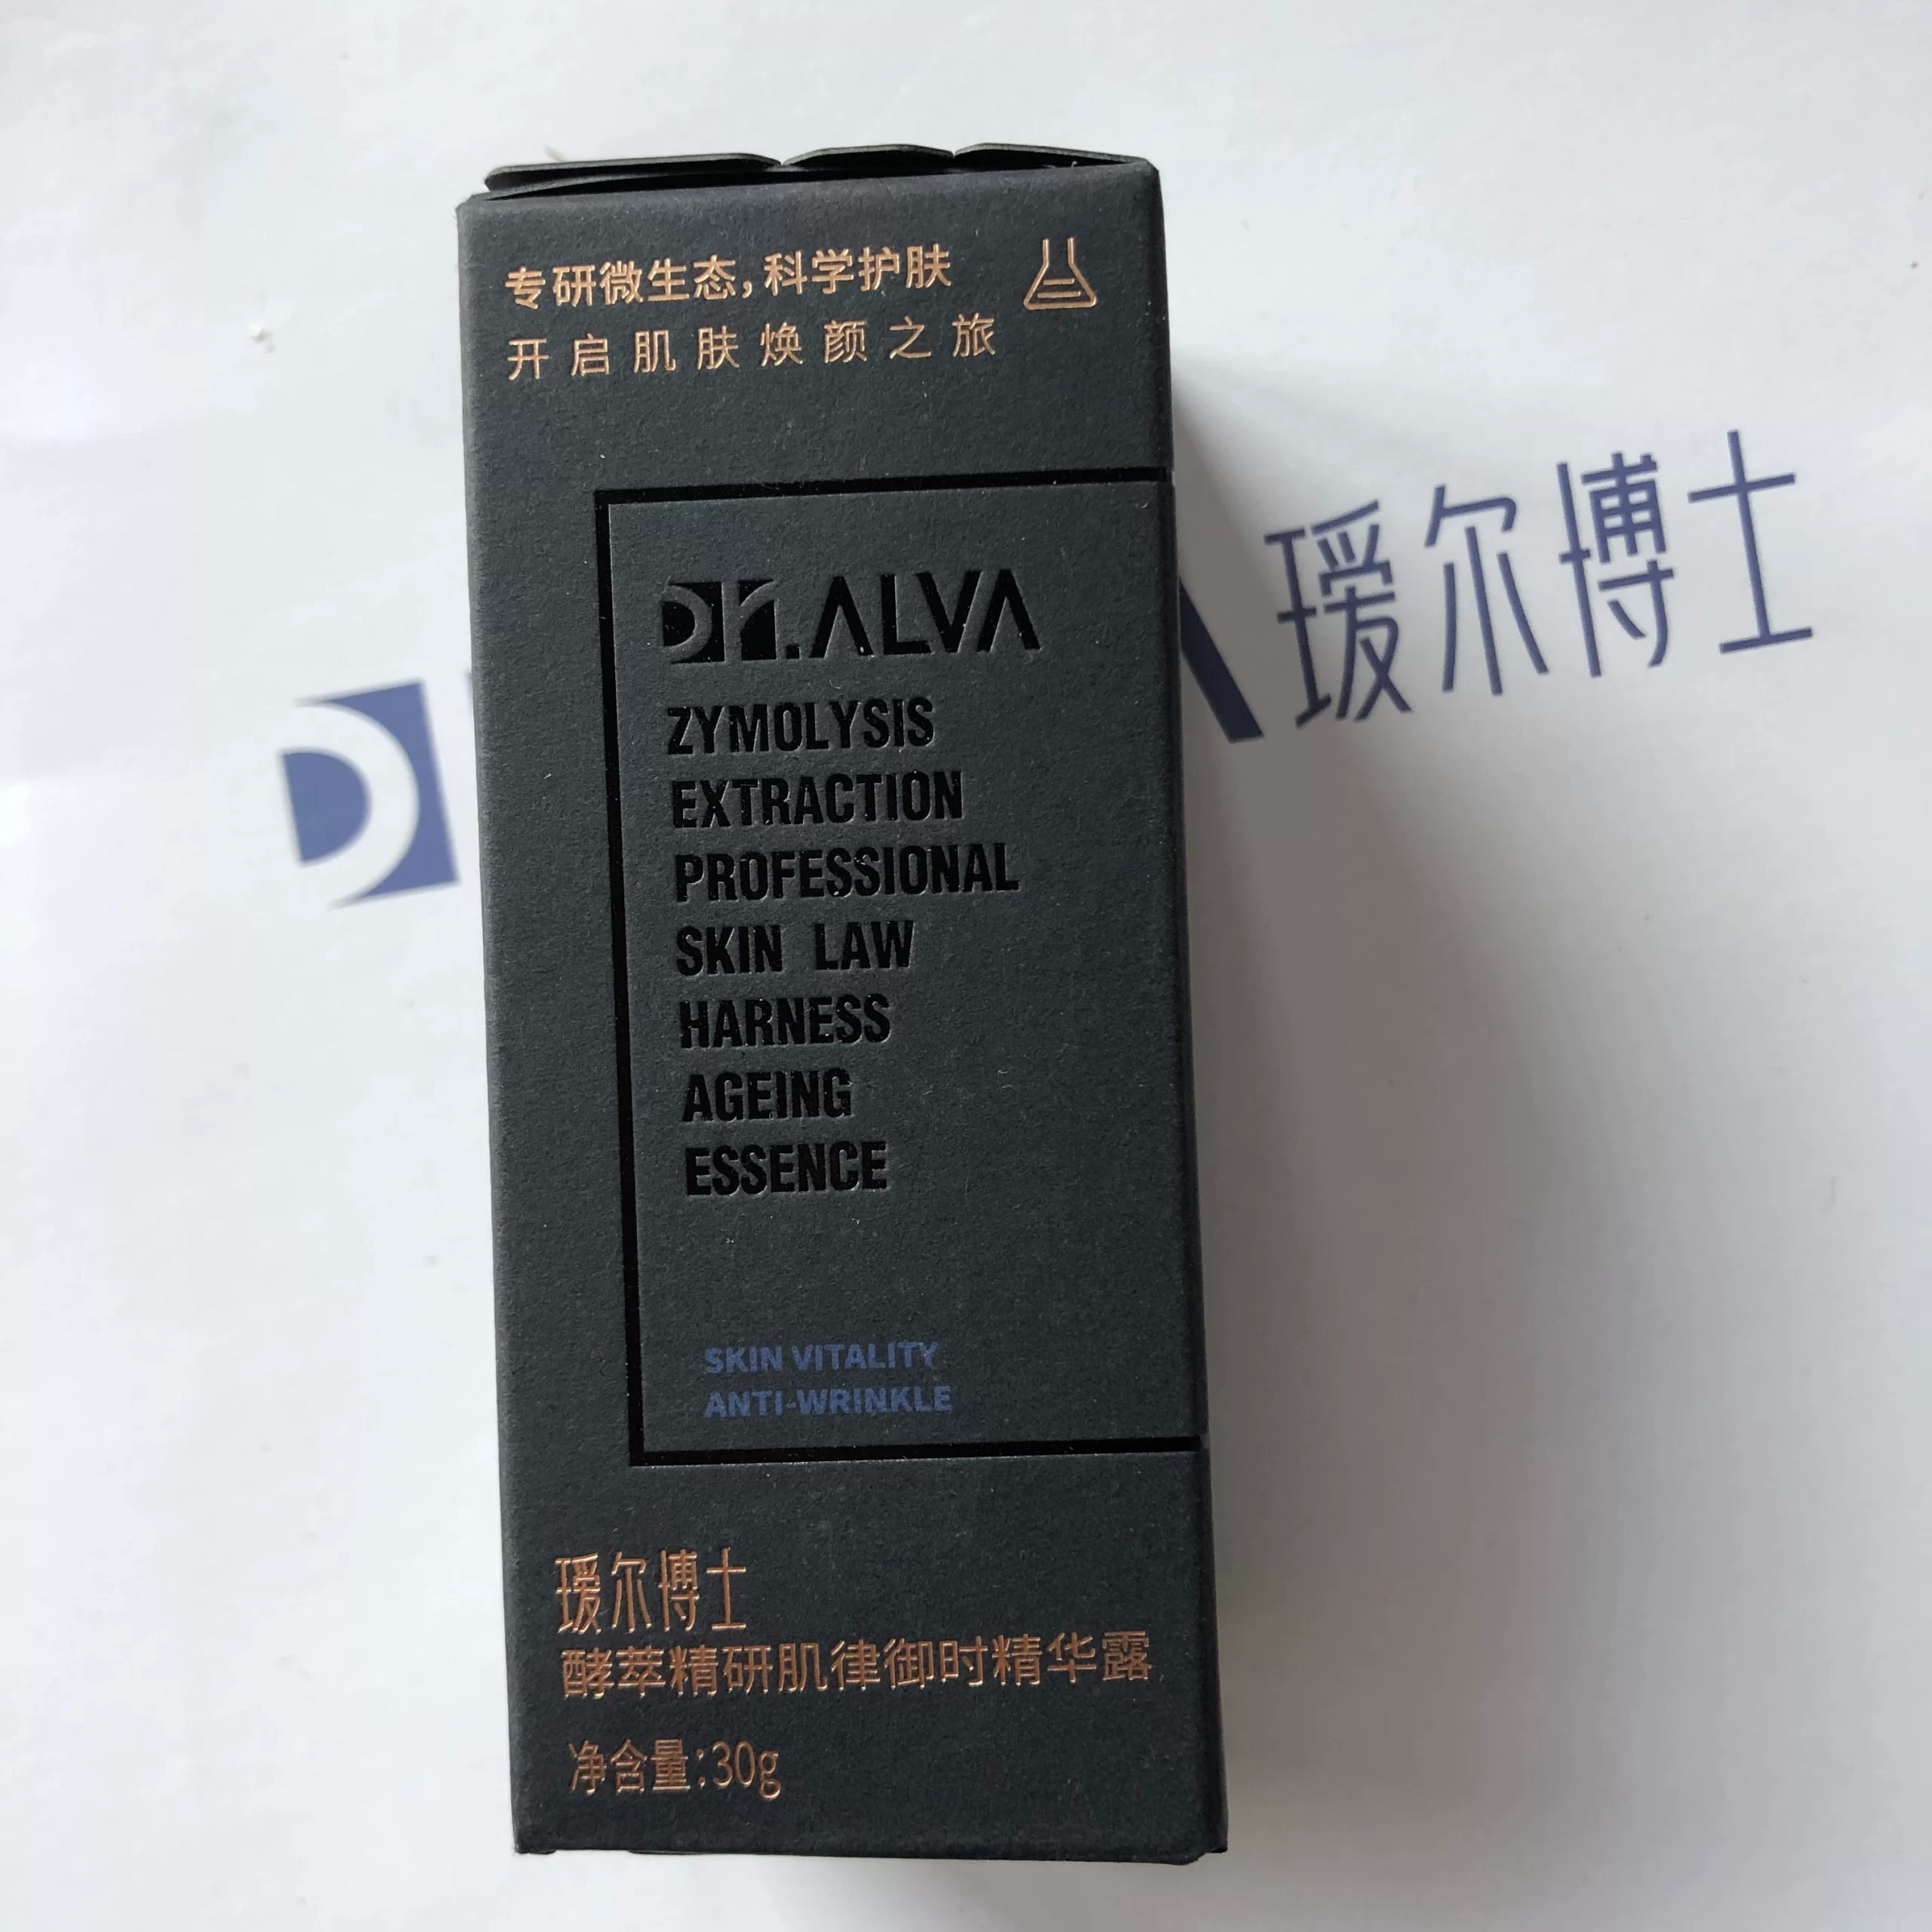 专研微生态,科学护肤
开启肌肤焕颜之旅
Dr.ALVA
ZYMOLYSIS
EXTRACTION
PROFESSIONAL
SKIN LAW
HARNESS
AGEING
ESSENCE
SKIN VITALITY
ANTI-WRINKLE
瑷尔博士
酵萃精研肌律御时精华露
净含量:30g
瑷尔博士